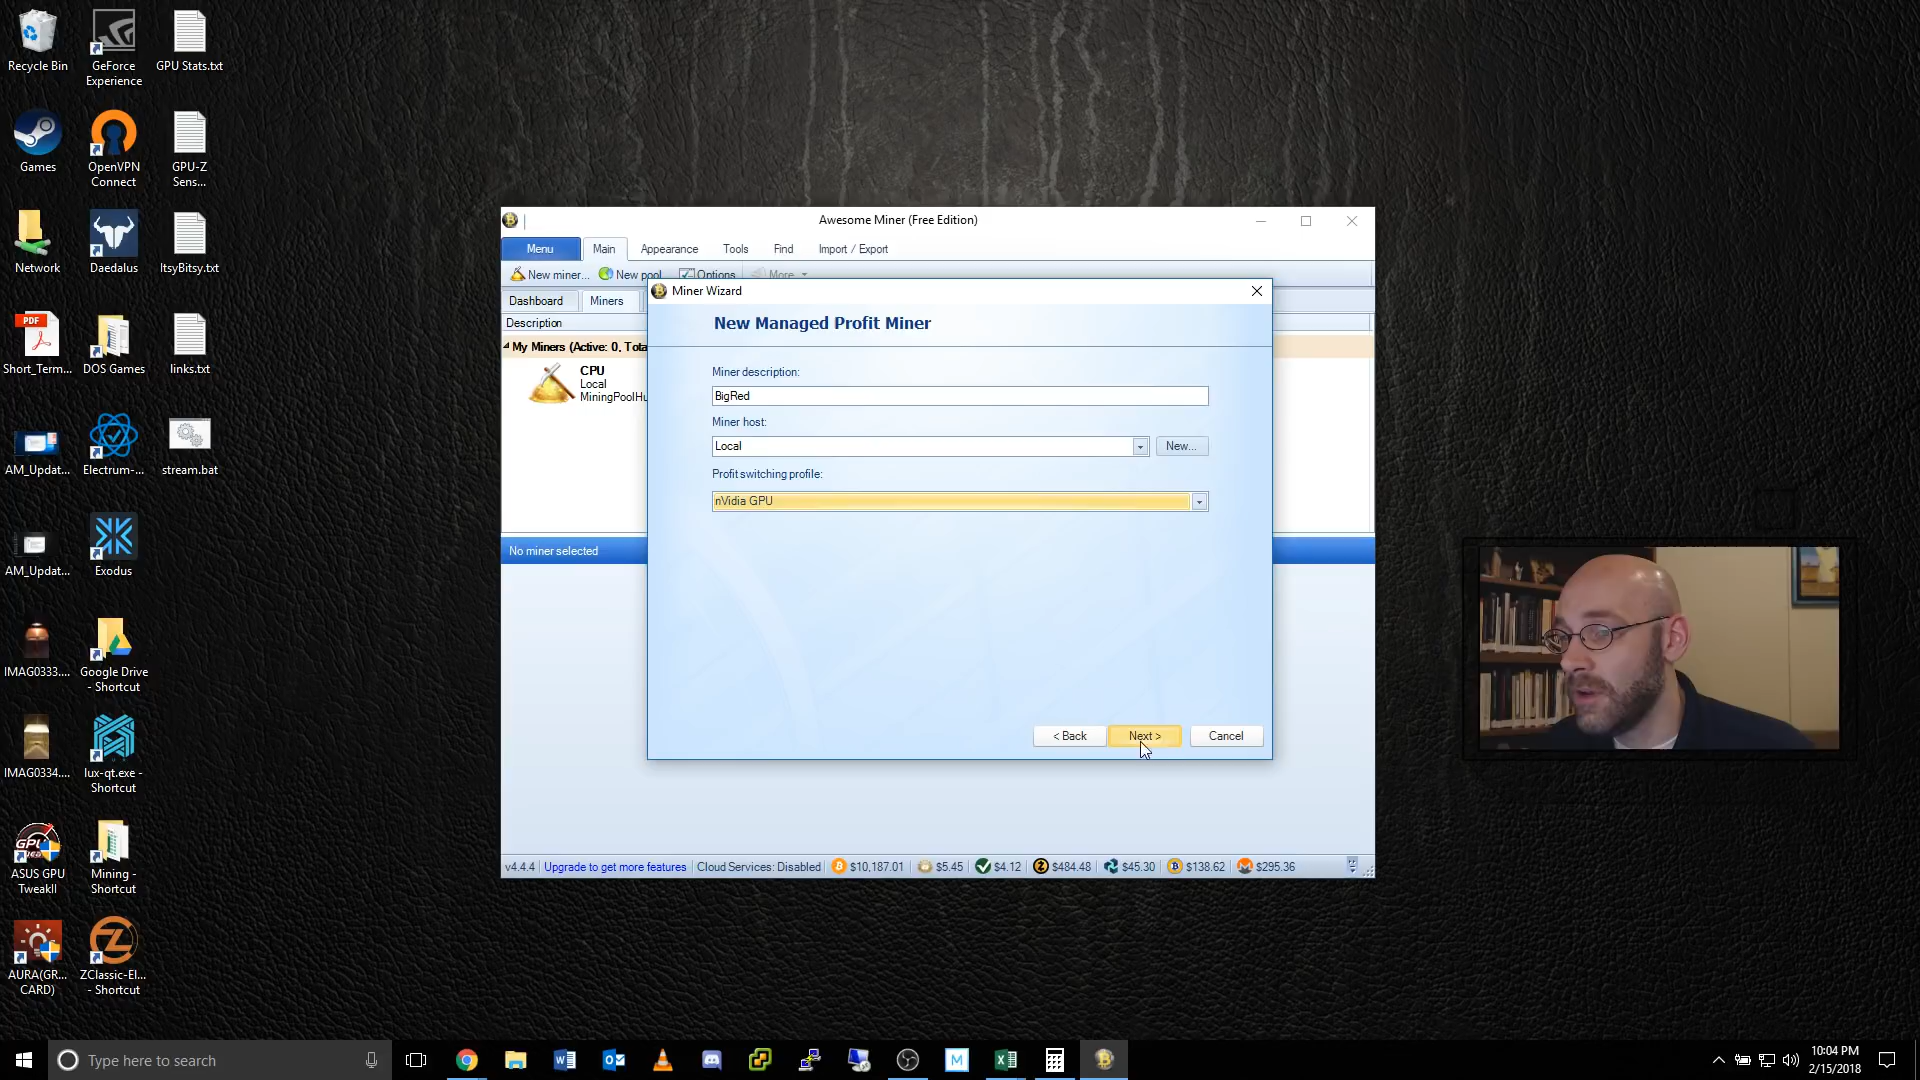 Recycle Bin
GeForce
Experience
GPU Stats.txt
Games
OpenVPN
Connect
GPU-Z
Sens...
Network
Daedalus
ItsyBitsy.txt
PDF
Short_Term...
DOS Games
links.txt
AM_Updat...
Electrum-...
stream.bat
AM_Updat...
Exodus
IMAG0333....
Google Drive
- Shortcut
IMAG0334....
lux-qt.exe -
Shortcut
ASUS GPU
TweakII
Mining -
Shortcut
AURA(GR...
CARD)
ZClassic-El...
- Shortcut
Awesome Miner (Free Edition)
Menu
Main
Appearance
Tools
Find
Import / Export
New miner...
New pool
Options
More
Dashboard
Miners
Description
My Miners (Active: 0, Tota
CPU
Local
MiningPoolHu
No miner selected
Miner Wizard
New Managed Profit Miner
Miner description:
BigRed
Miner host:
Local
New...
Profit switching profile:
nVidia GPU
< Back
Next >
Cancel
v4.4.4
Upgrade to get more features
Cloud Services: Disabled
$10,187.01
$5.45
$4.12
$484.48
$45.30
$138.62
$295.36
Type here to search
10:04 PM
2/15/2018